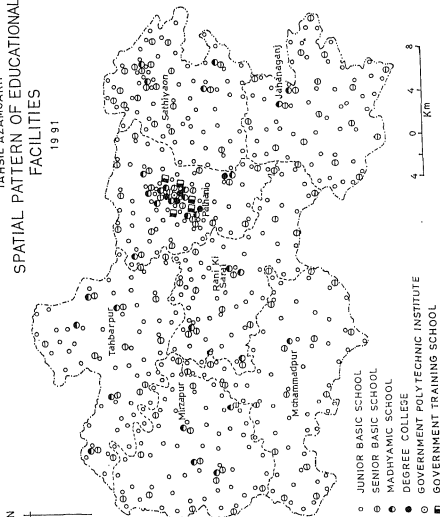 TAHSIL AZAMGARH
SPATIAL PATTERN OF EDUCATIONAL
FACILITIES
1991
N
Sathiyaon
Jahanaganj
Tahbarpur
Rani Ki
Sarai
Mirzapur
Mohammadpur
4 0 4 8
Km
JUNIOR BASIC SCHOOL
SENIOR BASIC SCHOOL
MADHYAMIC SCHOOL
DEGREE COLLEGE
GOVERNMENT POLYTECHNIC INSTITUTE
GOVERNMENT TRAINING SCHOOL